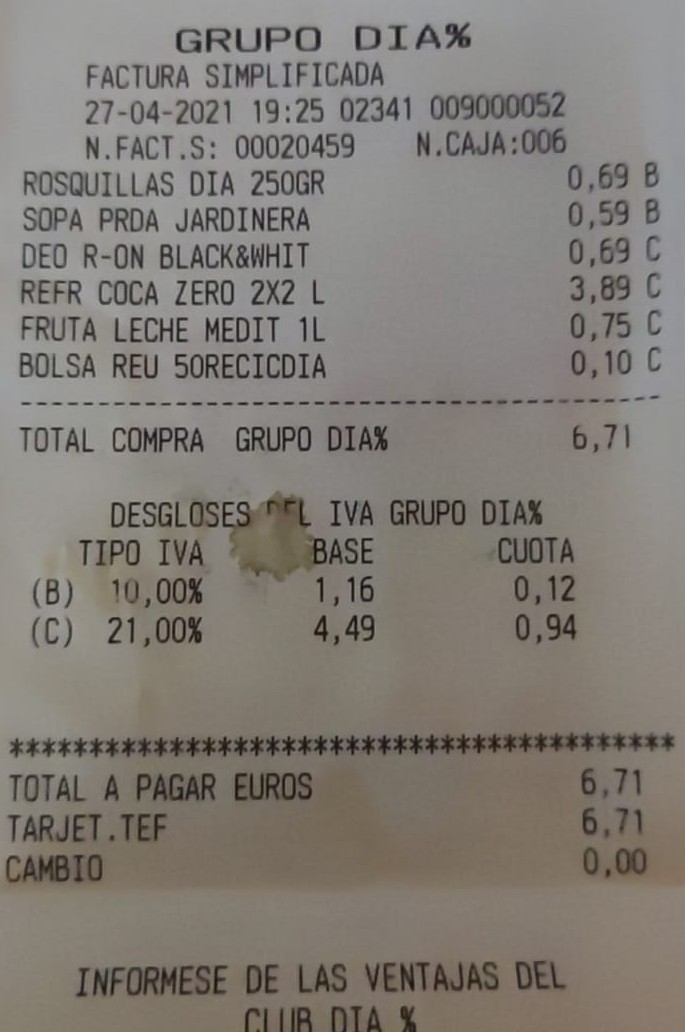 GRUPO DIA%
FACTURA SIMPLIFICADA
27-04-2021 19:25 02341 009000052
N.FACT.S: 00020459 N.CAJA:006
ROSQUILLAS DIA 250GR 0,69 B
SOPA PRDA JARDINERA 0,59 B
DEO R-ON BLACK&WHIT 0,69 C
REFR COCA ZERO 2X2 L 3,89 C
FRUTA LECHE MEDIT 1L 0,75 C
BOLSA REU 50RECICDIA 0,10 C
--------------------------------------------
TOTAL COMPRA GRUPO DIA% 6,71
DESGLOSES DEL IVA GRUPO DIA%
TIPO IVA BASE CUOTA
(B) 10,00% 1,16 0,12
(C) 21,00% 4,49 0,94
******************************************
TOTAL A PAGAR EUROS 6,71
TARJET.TEF 6,71
CAMBIO 0,00
INFORMESE DE LAS VENTAJAS DEL
CLUB DIA %